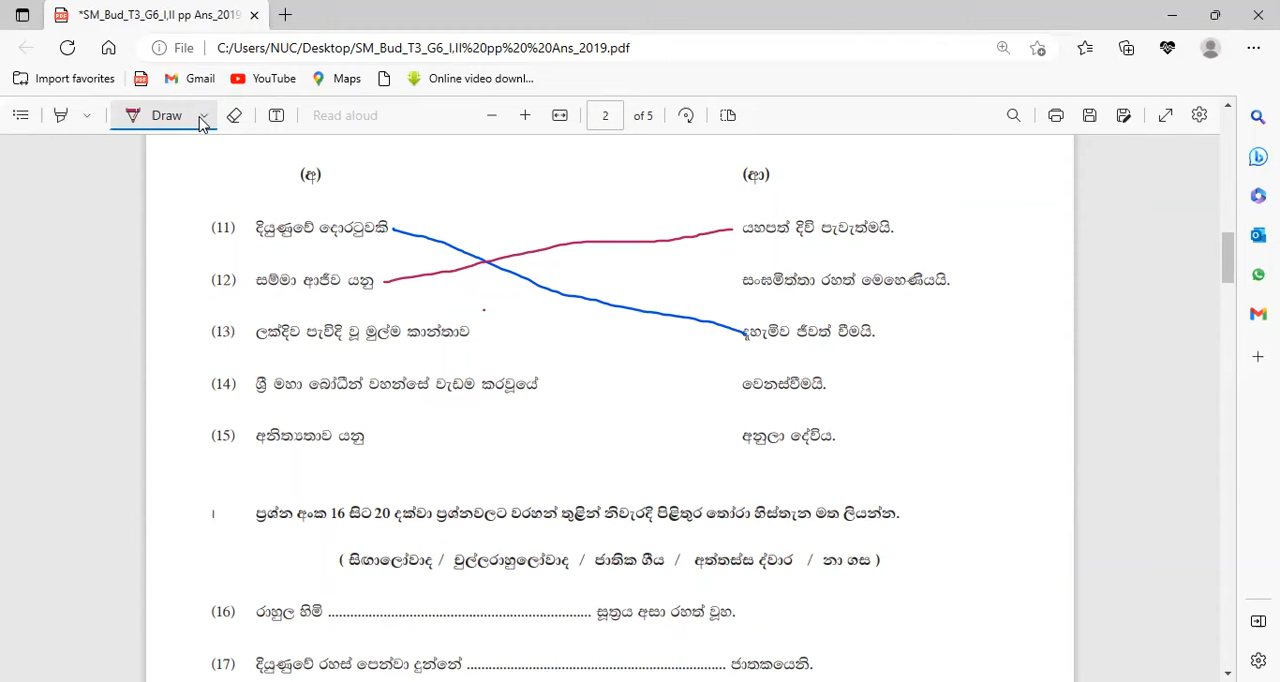 *SM_Bud_T3_G6_I,II pp Ans_2019
File C:/Users/NUC/Desktop/SM_Bud_T3_G6_I,II%20pp%20%20Ans_2019.pdf
Import favorites Gmail YouTube Maps Online video downl...
Draw Read aloud 2 of 5
(අ) (ආ)
(11) දියුණුවේ දොරටුවකි යහපත් දිවි පැවැත්මයි.
(12) සම්මා ආජීව යනු සංඝමිත්තා රහත් මෙහෙණියයි.
(13) ලක්දිව පැවිදි වූ මුල්ම කාන්තාව දැහැමිව ජීවත් වීමයි.
(14) ශ්‍රී මහා බෝධීන් වහන්සේ වැඩම කරවූයේ වෙනස්වීමයි.
(15) අනිත්‍යතාව යනු අනුලා දේවිය.
I ප්‍රශ්න අංක 16 සිට 20 දක්වා ප්‍රශ්නවලට වරහන් තුළින් නිවැරදි පිළිතුර තෝරා හිස්තැන මත ලියන්න.
( සිඟාලෝවාද / චුල්ලරාහුලෝවාද / ජාතික ගීය / අත්තස්ස ද්වාර / නා ගස )
(16) රාහුල හිමි .................................................................. සූත්‍රය අසා රහත් වූහ.
(17) දියුණුවේ රහස් පෙන්වා දුන්නේ ................................................................. ජාතකයෙනි.